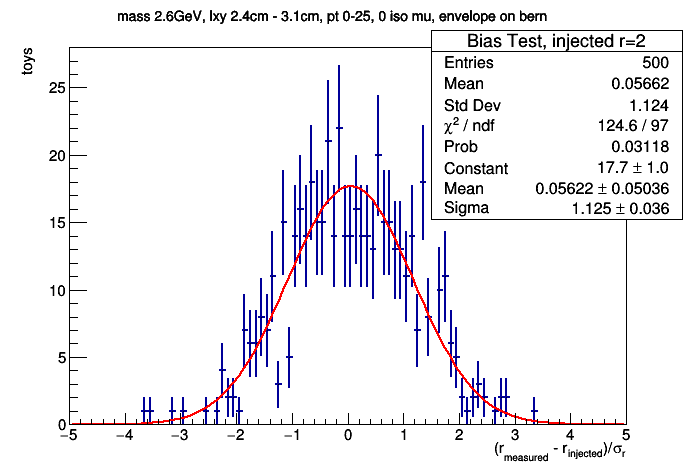 mass 2.6GeV, lxy 2.4cm - 3.1cm, pt 0-25, 0 iso mu, envelope on bern
toys
Bias Test, injected r=2
Entries 500
Mean 0.05662
Std Dev 1.124
χ² / ndf 124.6 / 97
Prob 0.03118
Constant 17.7 ± 1.0
Mean 0.05622 ± 0.05036
Sigma 1.125 ± 0.036
25
20
15
10
5
0
−5 −4 −3 −2 −1 0 1 2 3 4 5
(r_measured - r_injected)/σ_r